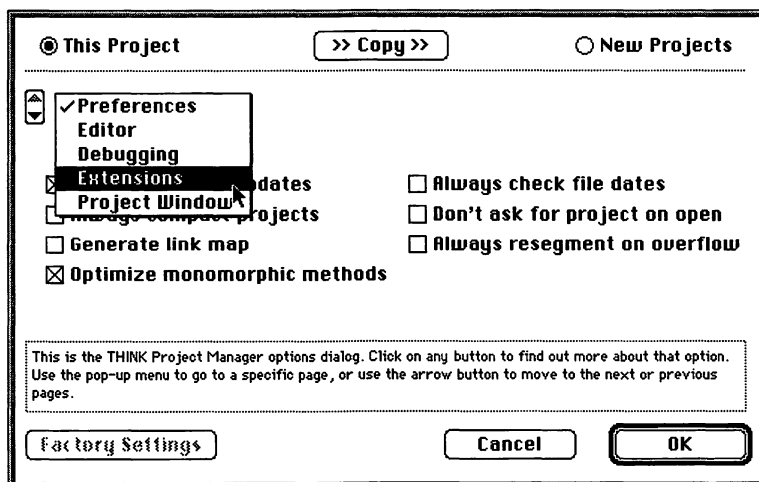 This Project
>> Copy >>
New Projects
Preferences
Editor
Debugging
Extensions
Project Window
Always check file dates
projects
Don't ask for project on open
Generate link map
Always resegment on overflow
Optimize monomorphic methods
This is the THINK Project Manager options dialog. Click on any button to find out more about that option.
Use the pop-up menu to go to a specific page, or use the arrow button to move to the next or previous
pages.
Factory Settings
Cancel
OK